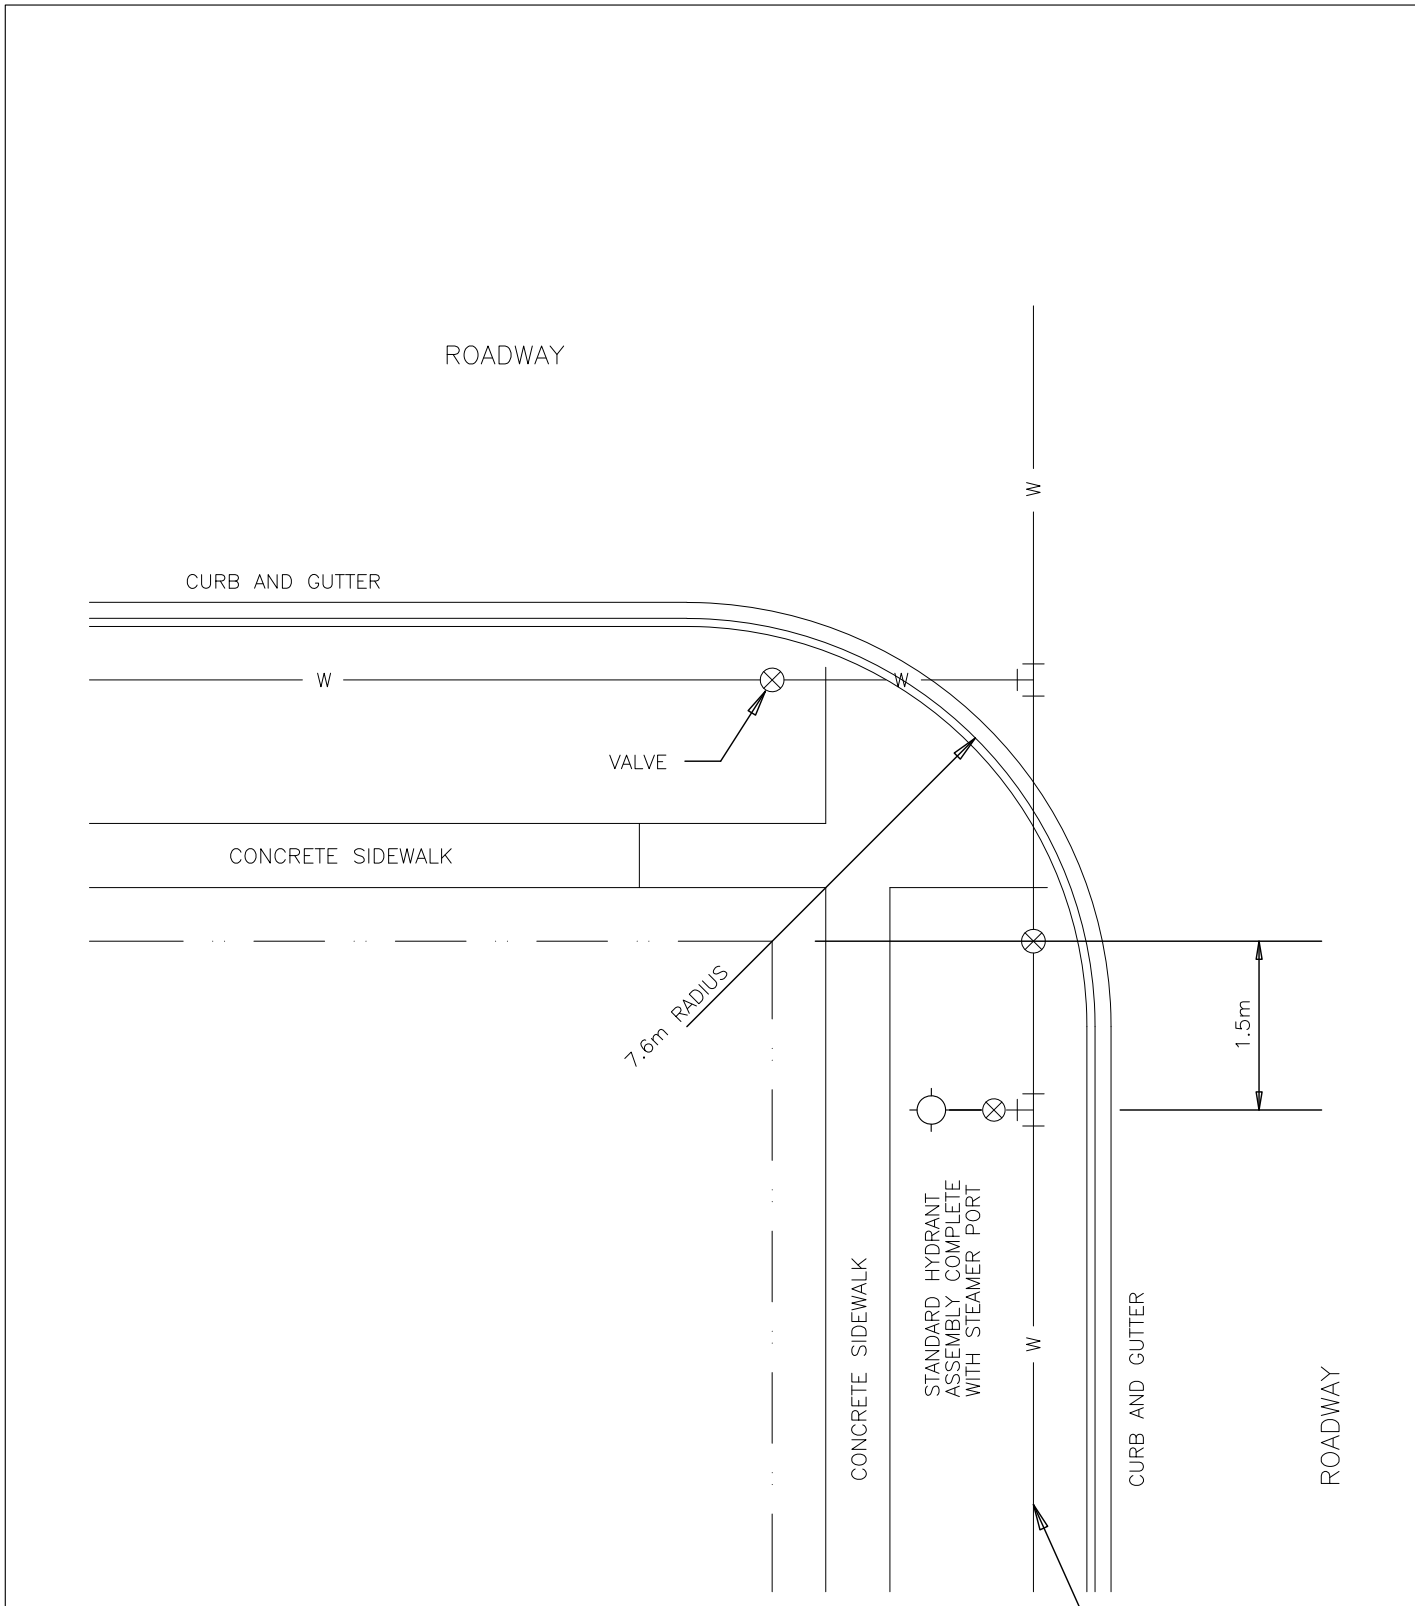 ROADWAY
W
CURB AND GUTTER
W
W
VALVE
CONCRETE SIDEWALK
7.6m RADIUS
1.5m
STANDARD HYDRANT
ASSEMBLY COMPLETE
WITH STEAMER PORT
CONCRETE SIDEWALK
W
CURB AND GUTTER
ROADWAY